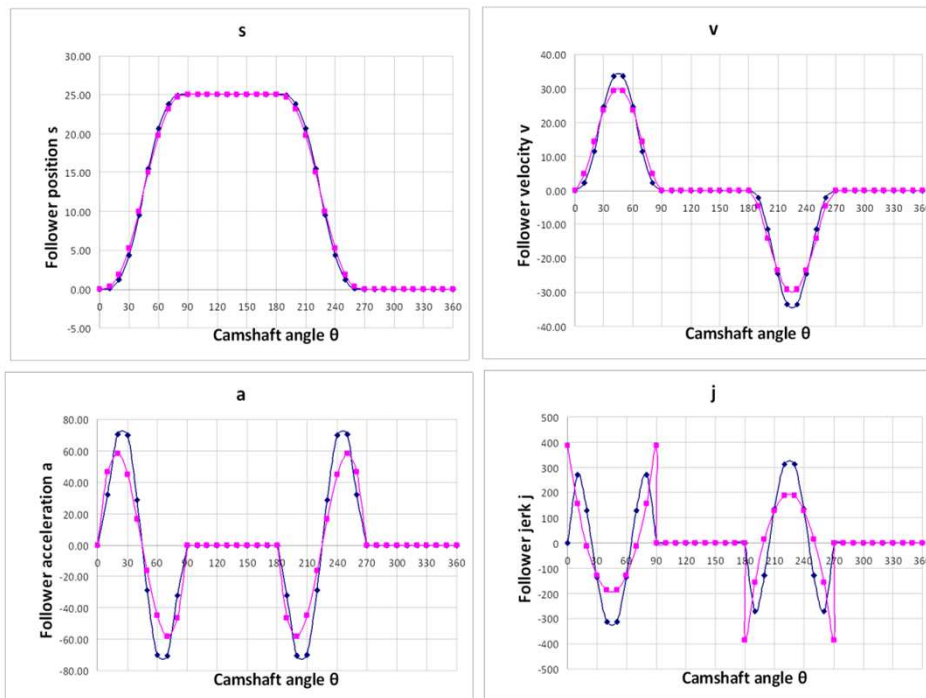 s
30.00
25.00
20.00
15.00
10.00
5.00
0.00
-5.00
Follower position s
0 30 60 90 120 150 180 210 240 270 300 330 360
Camshaft angle θ
v
40.00
30.00
20.00
10.00
0.00
-10.00
-20.00
-30.00
-40.00
Follower velocity v
0 30 60 90 120 150 180 210 240 270 300 330 360
Camshaft angle θ
a
80.00
60.00
40.00
20.00
0.00
-20.00
-40.00
-60.00
-80.00
Follower acceleration a
0 30 60 90 120 150 180 210 240 270 300 330 360
Camshaft angle θ
j
500
400
300
200
100
0
-100
-200
-300
-400
-500
Follower jerk j
0 30 60 90 120 150 180 210 240 270 300 330 360
Camshaft angle θ